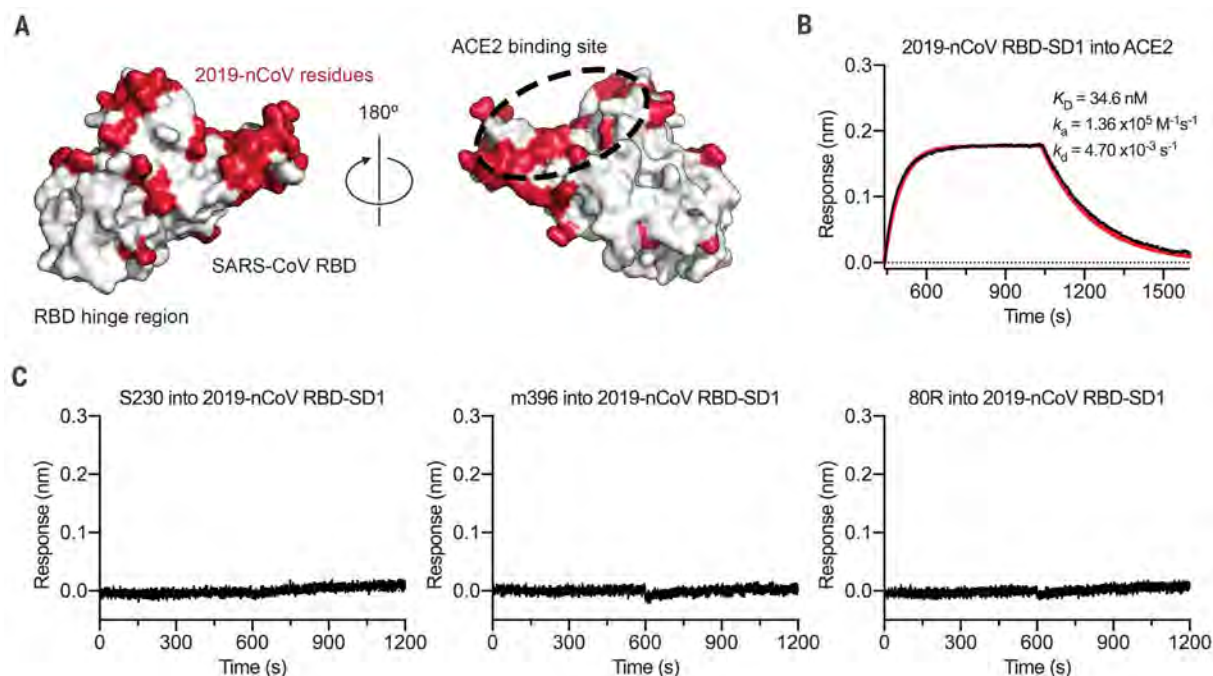 A
2019-nCoV residues
180º
SARS-CoV RBD
RBD hinge region
ACE2 binding site
B
2019-nCoV RBD-SD1 into ACE2
K_D = 34.6 nM
k_a = 1.36 x10⁵ M⁻¹s⁻¹
k_d = 4.70 x10⁻³ s⁻¹
Response (nm)
0.3
0.2
0.1
0.0
600 900 1200 1500
Time (s)
C
S230 into 2019-nCoV RBD-SD1
Response (nm)
0.3
0.2
0.1
0.0
0 300 600 900 1200
Time (s)
m396 into 2019-nCoV RBD-SD1
Response (nm)
0.3
0.2
0.1
0.0
0 300 600 900 1200
Time (s)
80R into 2019-nCoV RBD-SD1
Response (nm)
0.3
0.2
0.1
0.0
0 300 600 900 1200
Time (s)